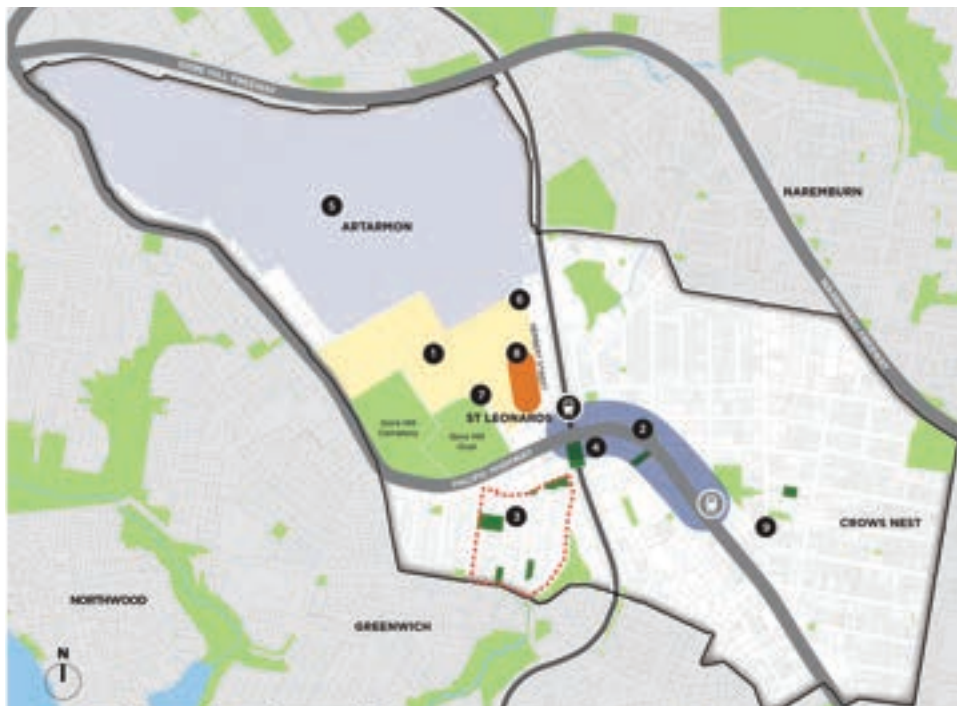 GORE HILL FREEWAY
NAREMBURN
5
ARTARMON
6
1
8
7
ST LEONARDS
Gore Hill
Cemetery
Gore Hill
Oval
PACIFIC HIGHWAY
2
4
3
9
CROWS NEST
NORTHWOOD
GREENWICH
N